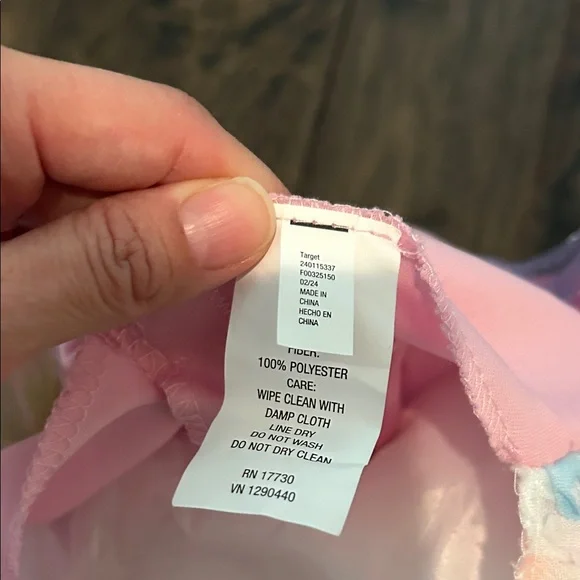 Target
240115337
F00325150
02/24
MADE IN
CHINA
HECHO EN
CHINA
FIBER:
100% POLYESTER
CARE:
WIPE CLEAN WITH
DAMP CLOTH
LINE DRY
DO NOT WASH
DO NOT DRY CLEAN
RN 17730
VN 1290440